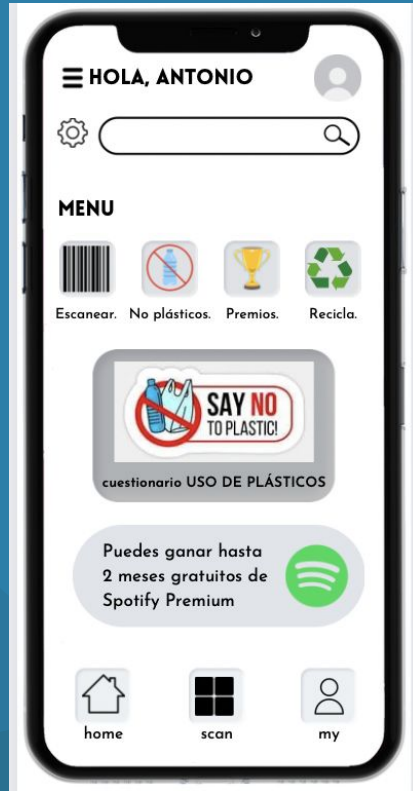 HOLA, ANTONIO
MENU
Escanear. No plásticos. Premios. Recicla.
SAY NO
TO PLASTIC!
cuestionario USO DE PLÁSTICOS
Puedes ganar hasta
2 meses gratuitos de
Spotify Premium
home scan my